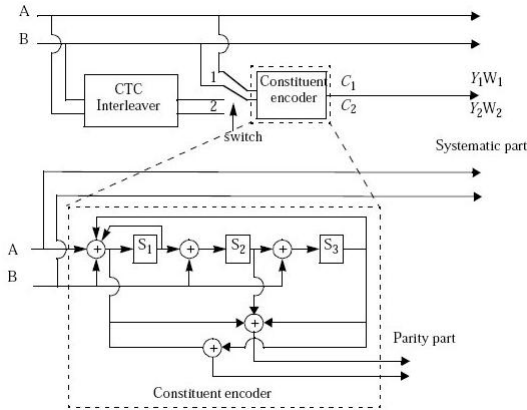 A
B
CTC
Interleaver
1
2
switch
Constituent
encoder
C₁
C₂
Y₁W₁
Y₂W₂
Systematic part
A
B
+
S₁
+
S₂
+
S₃
+
+
Parity part
Constituent encoder